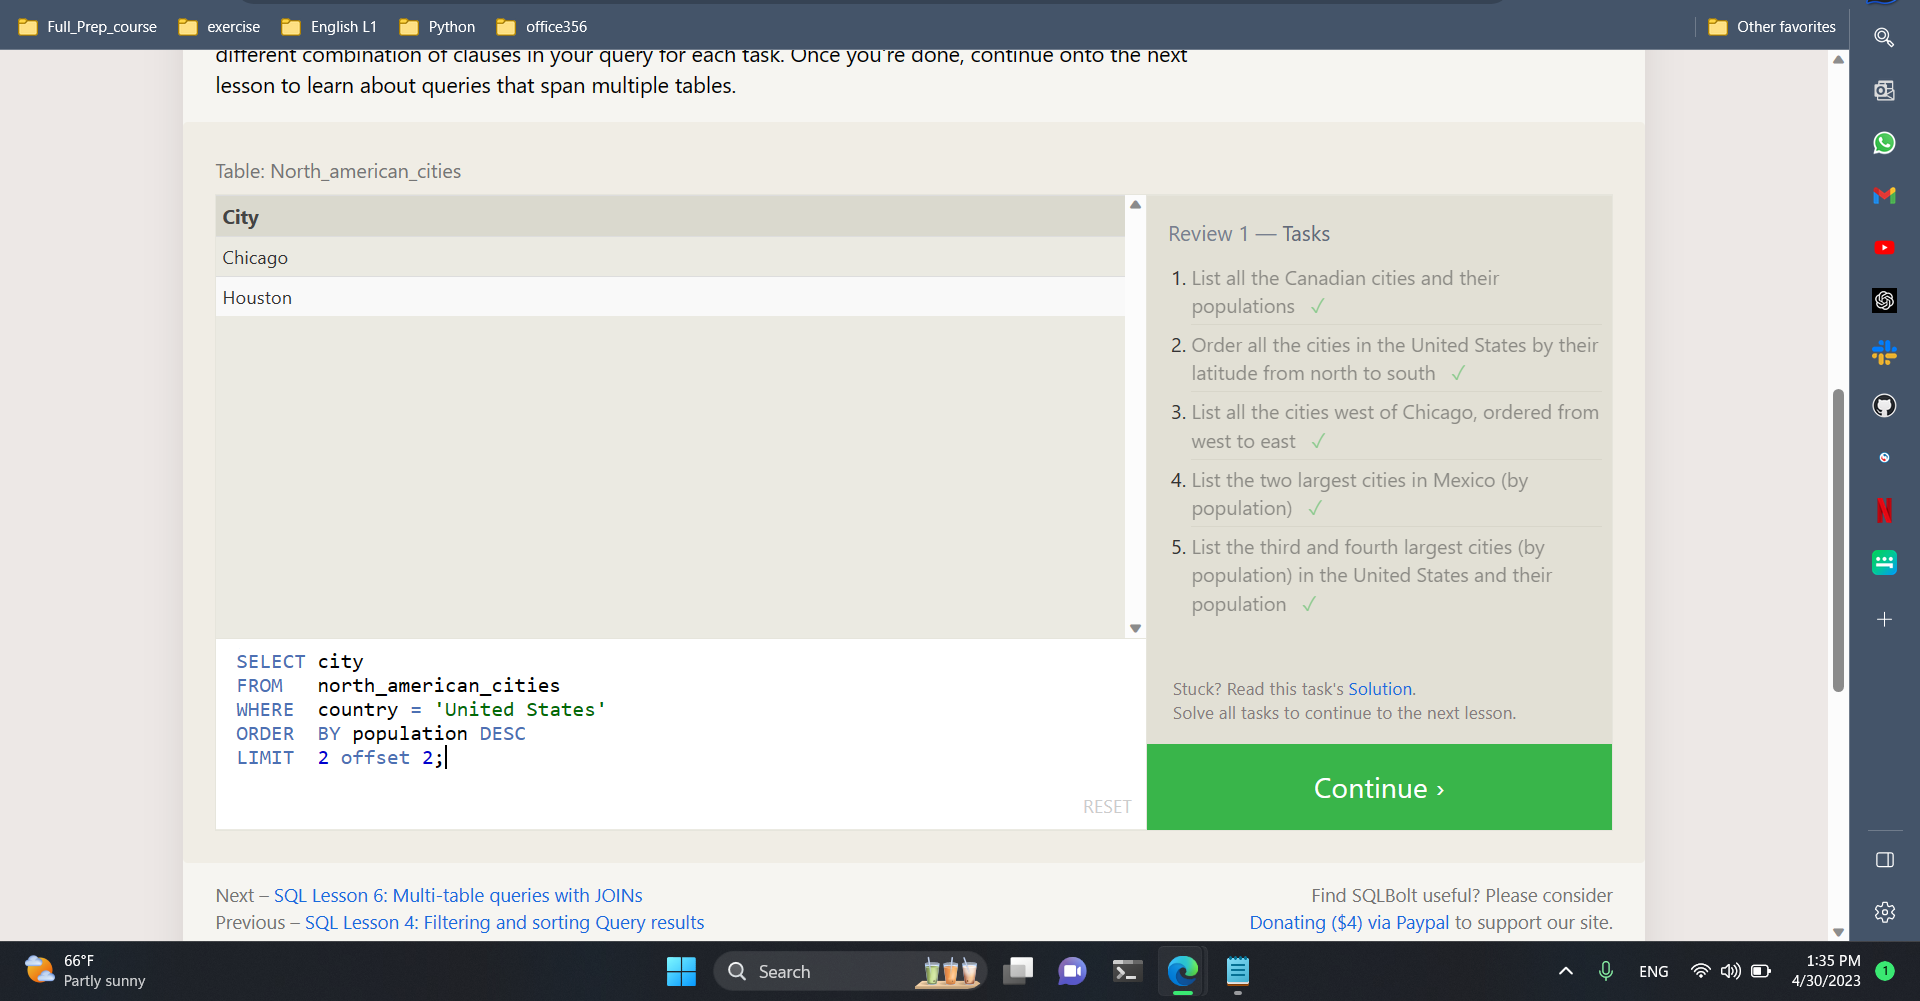 Full_Prep_course exercise English L1 Python office356 Other favorites
different combination of clauses in your query for each task. Once you're done, continue onto the next
lesson to learn about queries that span multiple tables.
Table: North_american_cities
City
Chicago
Houston
Review 1 — Tasks
1. List all the Canadian cities and their
populations ✓
2. Order all the cities in the United States by their
latitude from north to south ✓
3. List all the cities west of Chicago, ordered from
west to east ✓
4. List the two largest cities in Mexico (by
population) ✓
5. List the third and fourth largest cities (by
population) in the United States and their
population ✓
SELECT city
FROM north_american_cities
WHERE country = 'United States'
ORDER BY population DESC
LIMIT 2 offset 2;
RESET
Stuck? Read this task's Solution.
Solve all tasks to continue to the next lesson.
Continue ›
Next – SQL Lesson 6: Multi-table queries with JOINs
Previous – SQL Lesson 4: Filtering and sorting Query results
Find SQLBolt useful? Please consider
Donating ($4) via Paypal to support our site.
66°F
Partly sunny
Search
ENG
1:35 PM
4/30/2023
1